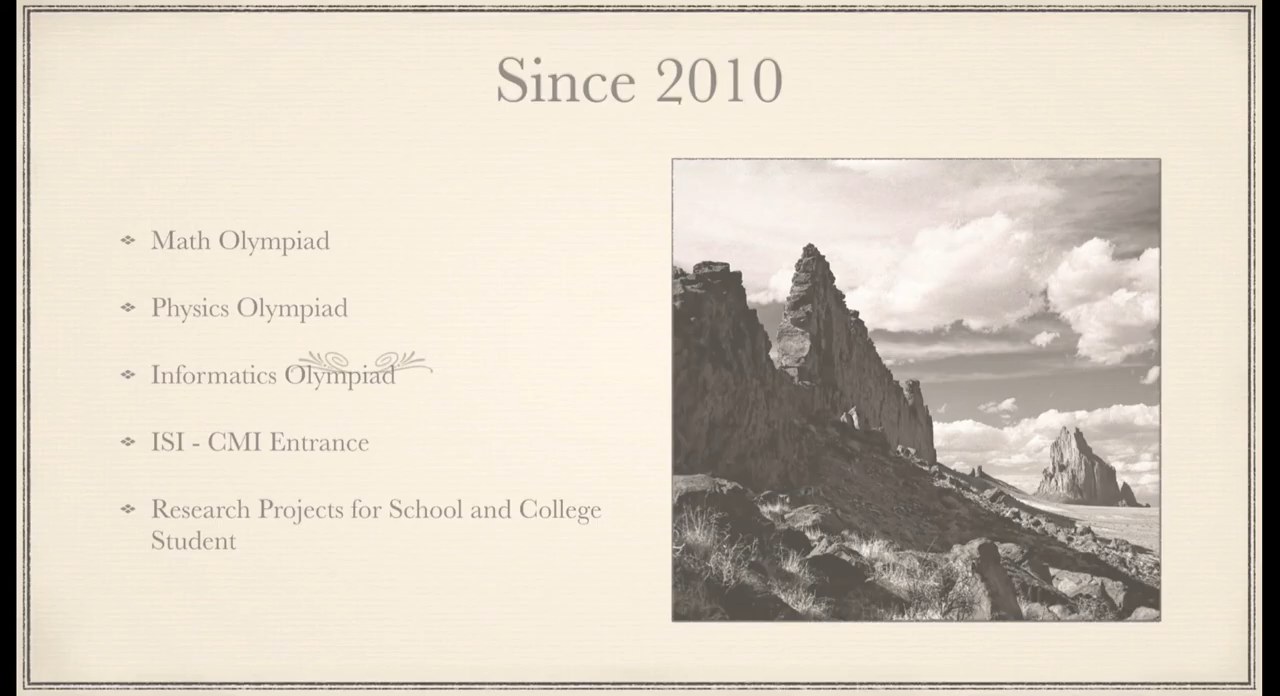 Since 2010
Math Olympiad
Physics Olympiad
Informatics Olympiad
ISI - CMI Entrance
Research Projects for School and College
Student